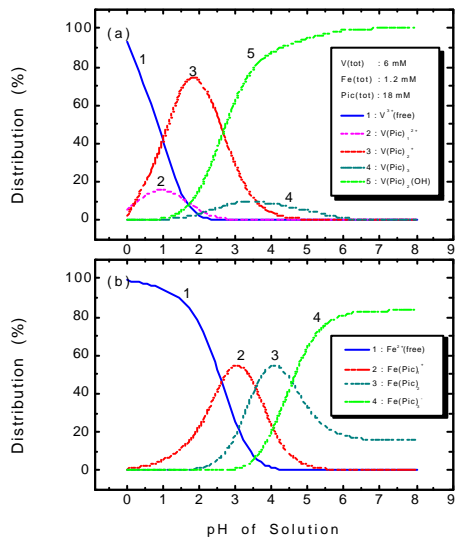 (a)
1
3
5
2
4
V(tot) : 6 mM
Fe(tot) : 1.2 mM
Pic(tot) : 18 mM
1 : V³⁺(free)
2 : V(Pic)₁²⁺
3 : V(Pic)₂⁺
4 : V(Pic)₃
5 : V(Pic)₂(OH)
100
80
60
40
20
0
Distribution (%)
0 1 2 3 4 5 6 7 8 9
(b)
1
2
3
4
1 : Fe²⁺(free)
2 : Fe(Pic)₁⁺
3 : Fe(Pic)₂
4 : Fe(Pic)₃⁻
100
80
60
40
20
0
Distribution (%)
0 1 2 3 4 5 6 7 8 9
pH of Solution